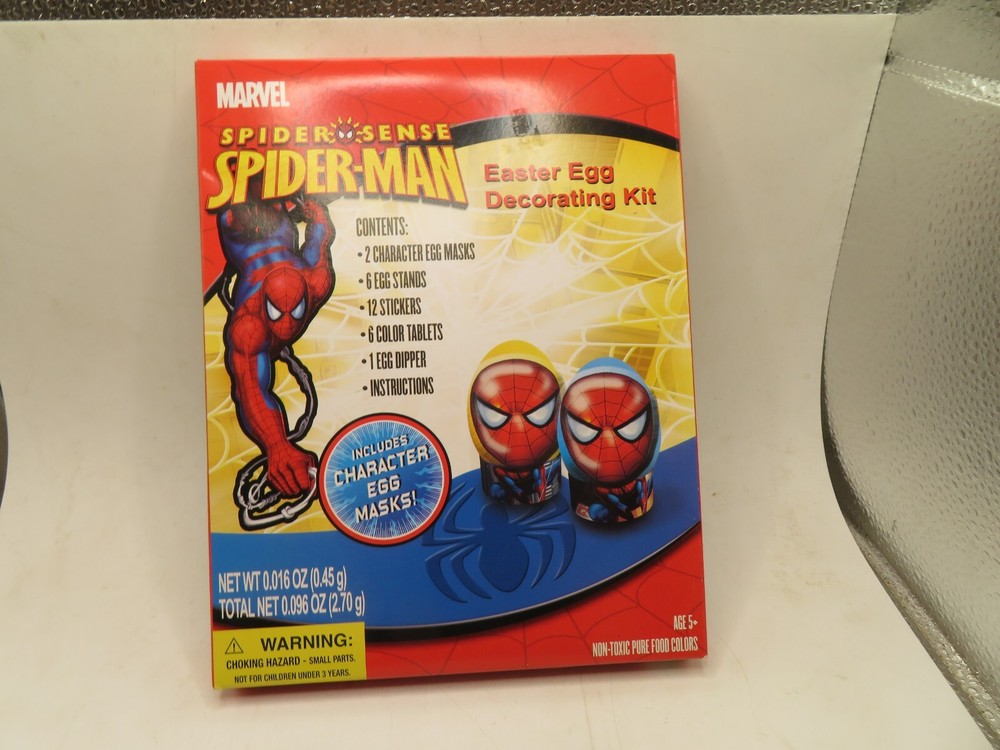 MARVEL
SPIDER SENSE
SPIDER-MAN
Easter Egg
Decorating Kit
CONTENTS:
• 2 CHARACTER EGG MASKS
• 6 EGG STANDS
• 12 STICKERS
• 6 COLOR TABLETS
• 1 EGG DIPPER
• INSTRUCTIONS
INCLUDES
CHARACTER
EGG
MASKS!
NET WT 0.016 OZ (0.45 g)
TOTAL NET 0.096 OZ (2.70 g)
WARNING:
CHOKING HAZARD - SMALL PARTS.
NOT FOR CHILDREN UNDER 3 YEARS.
AGE 5+
NON-TOXIC PURE FOOD COLORS